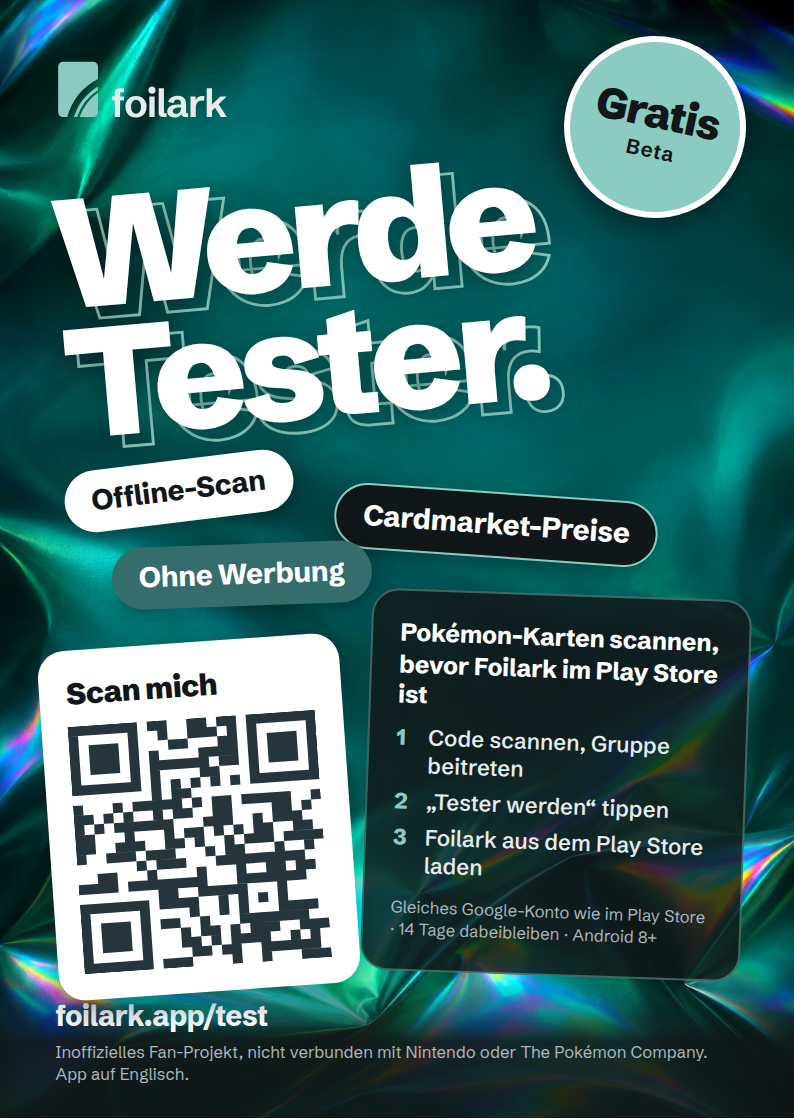 foilark
Gratis
Beta
Werde
Tester.
Offline-Scan
Cardmarket-Preise
Ohne Werbung
Scan mich
Pokémon-Karten scannen,
bevor Foilark im Play Store
ist
1 Code scannen, Gruppe
beitreten
2 „Tester werden“ tippen
3 Foilark aus dem Play Store
laden
Gleiches Google-Konto wie im Play Store
· 14 Tage dabeibleiben · Android 8+
foilark.app/test
Inoffizielles Fan-Projekt, nicht verbunden mit Nintendo oder The Pokémon Company.
App auf Englisch.